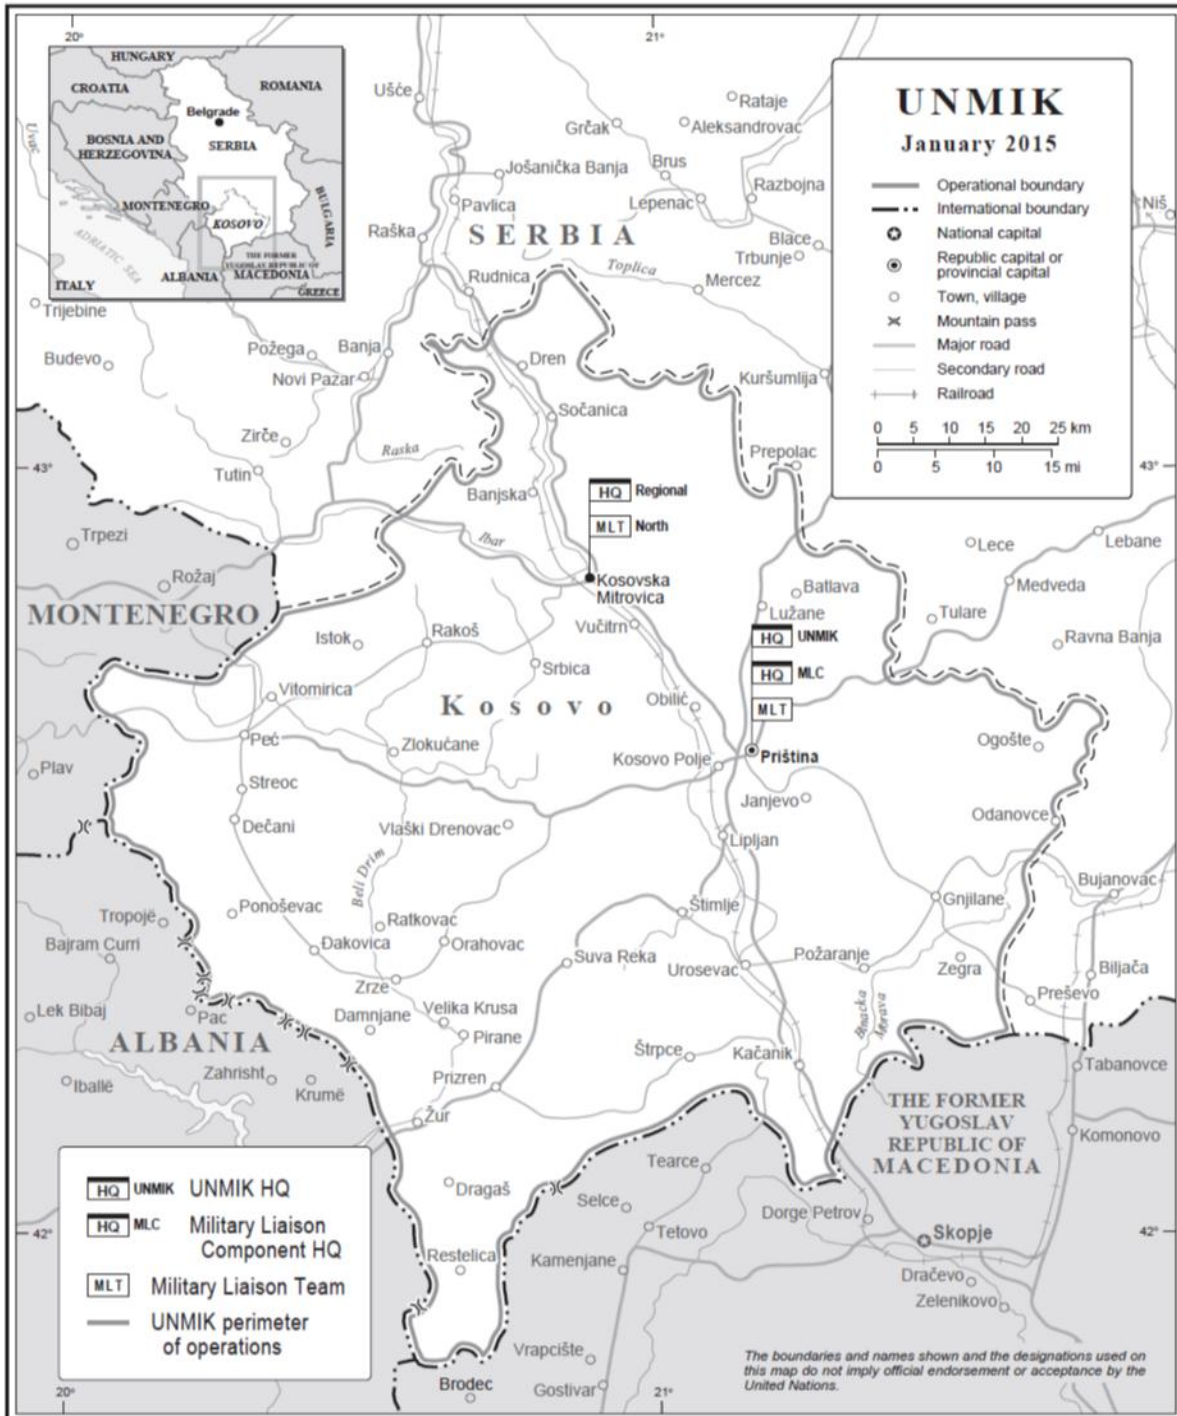 20°
21°
HUNGARY
CROATIA
ROMANIA
Belgrade
BOSNIA AND
HERZEGOVINA
SERBIA
MONTENEGRO
KOSOVO
BULGARIA
ADRIATIC SEA
THE FORMER
YUGOSLAV REPUBLIC OF
MACEDONIA
ALBANIA
ITALY
GREECE
Uvac
UNMIK
January 2015
Operational boundary
International boundary
National capital
Republic capital or
provincial capital
Town, village
Mountain pass
Major road
Secondary road
Railroad
0 5 10 15 20 25 km
0 5 10 15 mi
Ušće
Rataje
Grčak
Aleksandrovac
Jošanička Banja
Brus
Razbojna
Pavlica
Lepenac
Niš
Raška
SERBIA
Blace
Trbunje
Toplica
Rudnica
Mercez
Trijebine
Budevo
Požega
Banja
Dren
Novi Pazar
Kuršumlija
Sočanica
Zirče
Raska
Tutin
Prepolac
43°
43°
Banjska
HQ Regional
MLT North
Ibar
Trpezi
Lece
Lebane
Rožaj
Kosovska
Mitrovica
Batlava
Medveda
MONTENEGRO
Lužane
Tulare
Vučitrn
Istok
Rakoš
HQ UNMIK
Ravna Banja
Srbica
HQ MLC
Vitomirica
Kosovo
Obilić
MLT
Peć
Zlokućane
Ogošte
Plav
Kosovo Polje
Priština
Streoc
Janjevo
Dečani
Vlaški Drenovac
Odanovce
Lipljan
Beli Drim
Bujanovac
Ponoševac
Gnjilane
Tropojë
Štimlje
Ratkovac
Bajram Curri
Đakovica
Orahovac
Suva Reka
Urosevac
Požaranje
Zegra
Biljača
Zrze
Preševo
Lek Bibaj
Pac
Damnjane
Velika Krusa
Binacka
Morava
ALBANIA
Pirane
Štrpce
Kačanik
Tabanovce
Iballë
Zahrisht
Krumë
Prizren
THE FORMER
YUGOSLAV
REPUBLIC OF
MACEDONIA
Žur
Komonovo
Tearce
HQ UNMIK UNMIK HQ
HQ MLC Military Liaison
Component HQ
MLT Military Liaison Team
UNMIK perimeter
of operations
Dragaš
Selce
Dorge Petrov
Tetovo
Skopje
42°
42°
Restelica
Kamenjane
Dračevo
Zelenikovo
Vrapcište
Brodec
Gostivar
The boundaries and names shown and the designations used on
this map do not imply official endorsement or acceptance by the
United Nations.
20°
21°